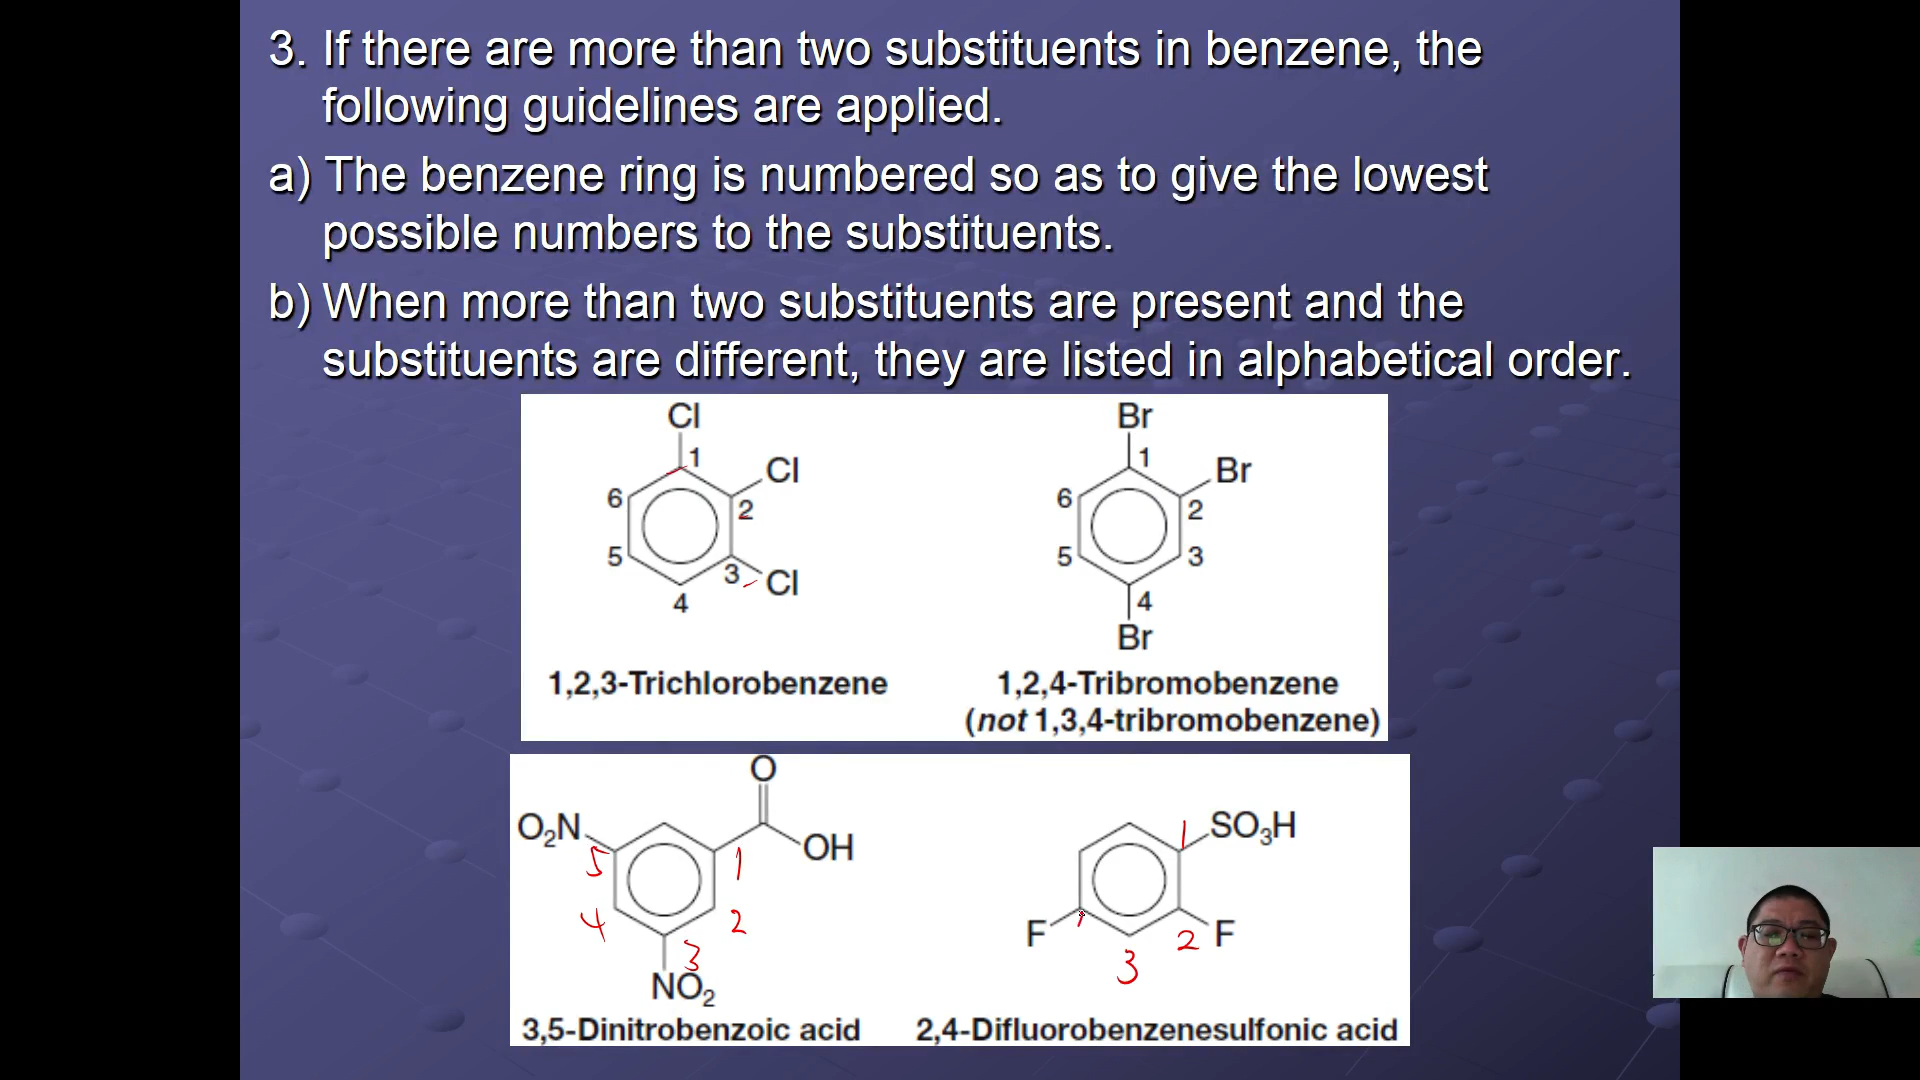 3. If there are more than two substituents in benzene, the
following guidelines are applied.
a) The benzene ring is numbered so as to give the lowest
possible numbers to the substituents.
b) When more than two substituents are present and the
substituents are different, they are listed in alphabetical order.
Cl
1
Cl
6
2
5
3
Cl
4
1,2,3-Trichlorobenzene
Br
1
Br
6
2
5
3
4
Br
1,2,4-Tribromobenzene
(not 1,3,4-tribromobenzene)
O
O₂N
OH
5
1
4
2
3
NO₂
3,5-Dinitrobenzoic acid
1
SO₃H
F
2
F
3
2,4-Difluorobenzenesulfonic acid